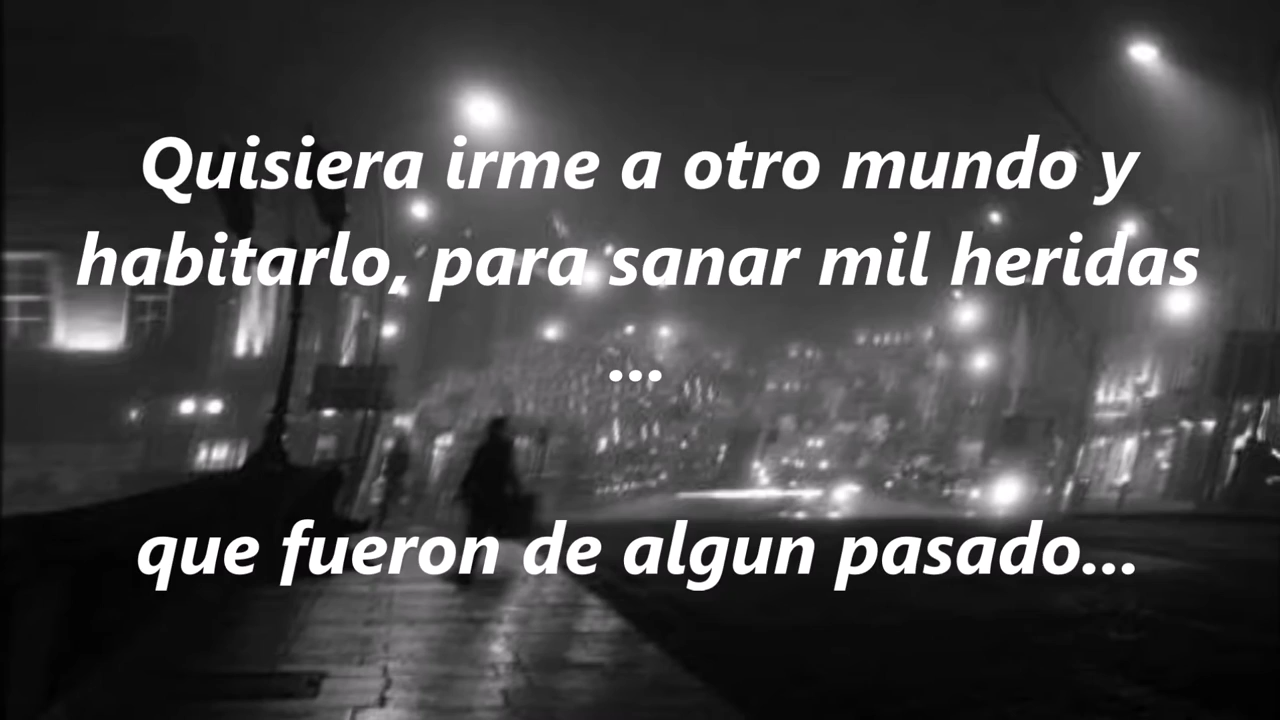 Quisiera irme a otro mundo y
habitarlo, para sanar mil heridas
...
que fueron de algun pasado...